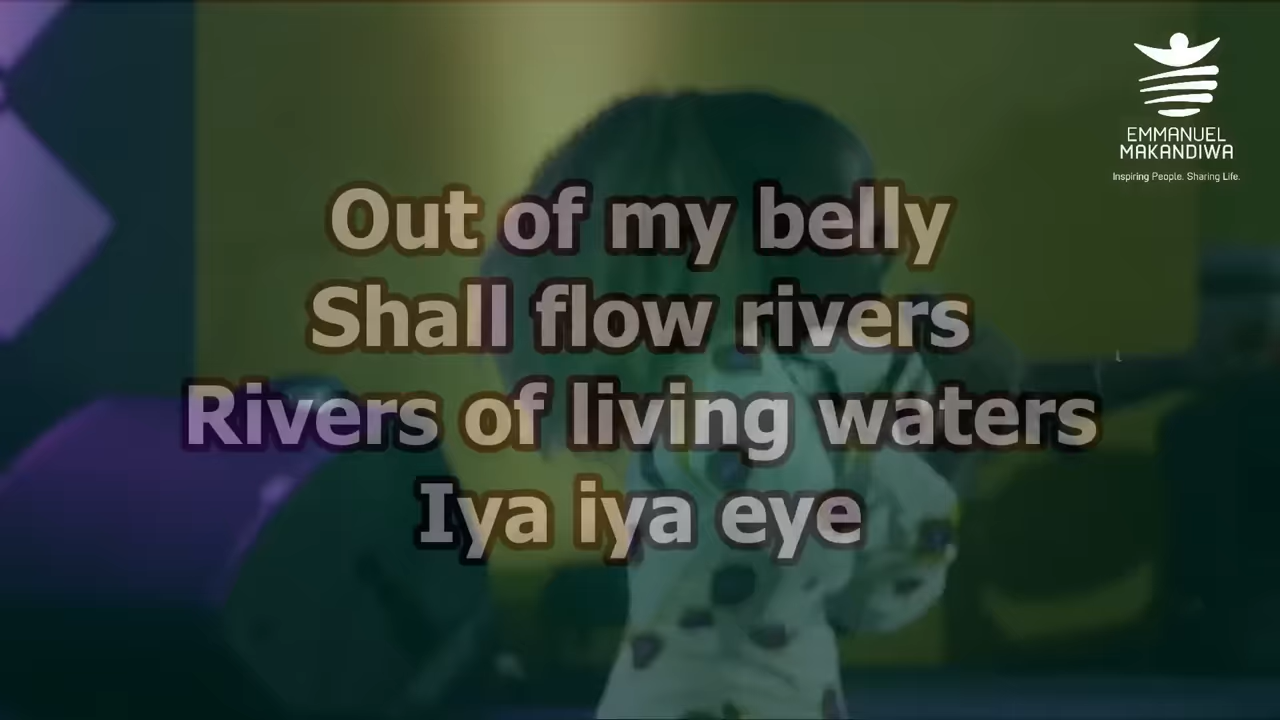 EMMANUEL
MAKANDIWA
Inspiring People. Sharing Life.
Out of my belly
Shall flow rivers
Rivers of living waters
Iya iya eye